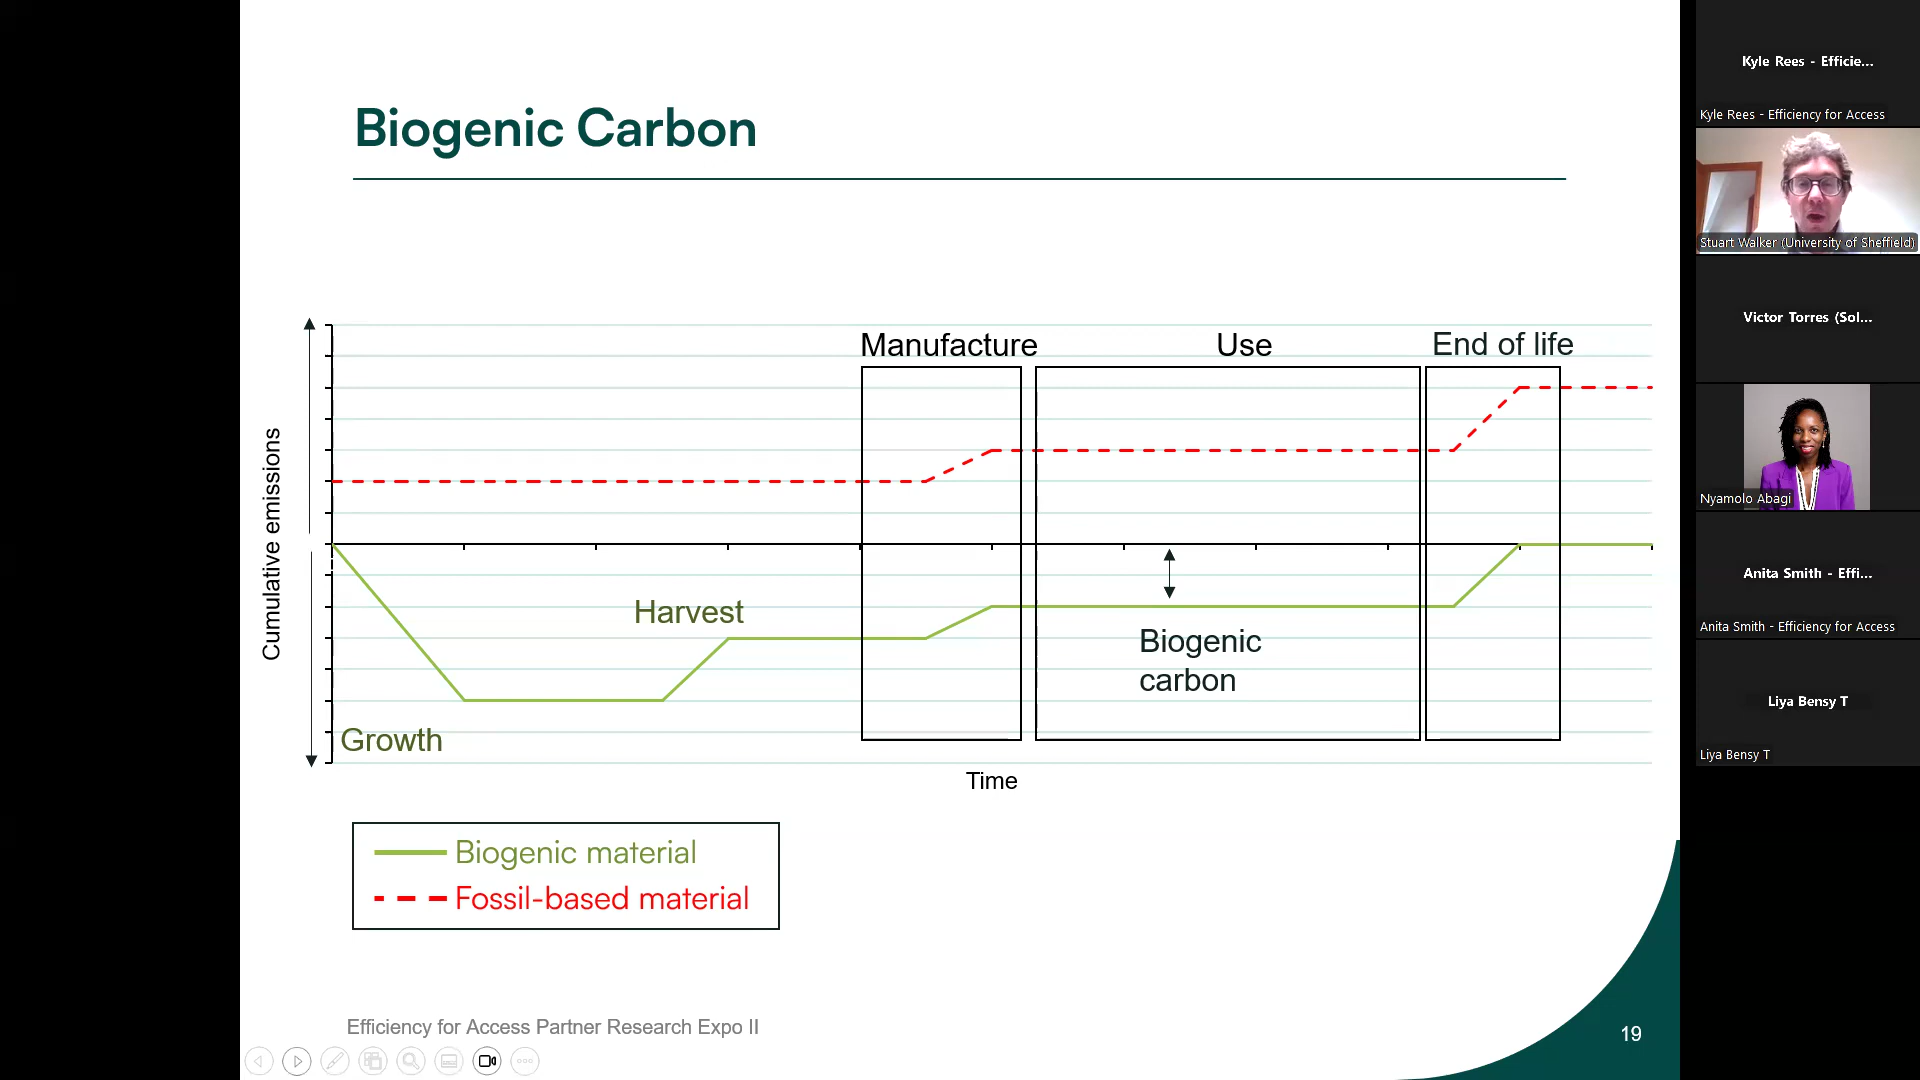 Biogenic Carbon
Manufacture
Use
End of life
Cumulative emissions
Harvest
Biogenic
carbon
Growth
Time
Biogenic material
Fossil-based material
Efficiency for Access Partner Research Expo II
19
Kyle Rees - Efficie...
Kyle Rees - Efficiency for Access
Stuart Walker (University of Sheffield)
Victor Torres (Sol...
Nyamolo Abagi
Anita Smith - Effi...
Anita Smith - Efficiency for Access
Liya Bensy T
Liya Bensy T